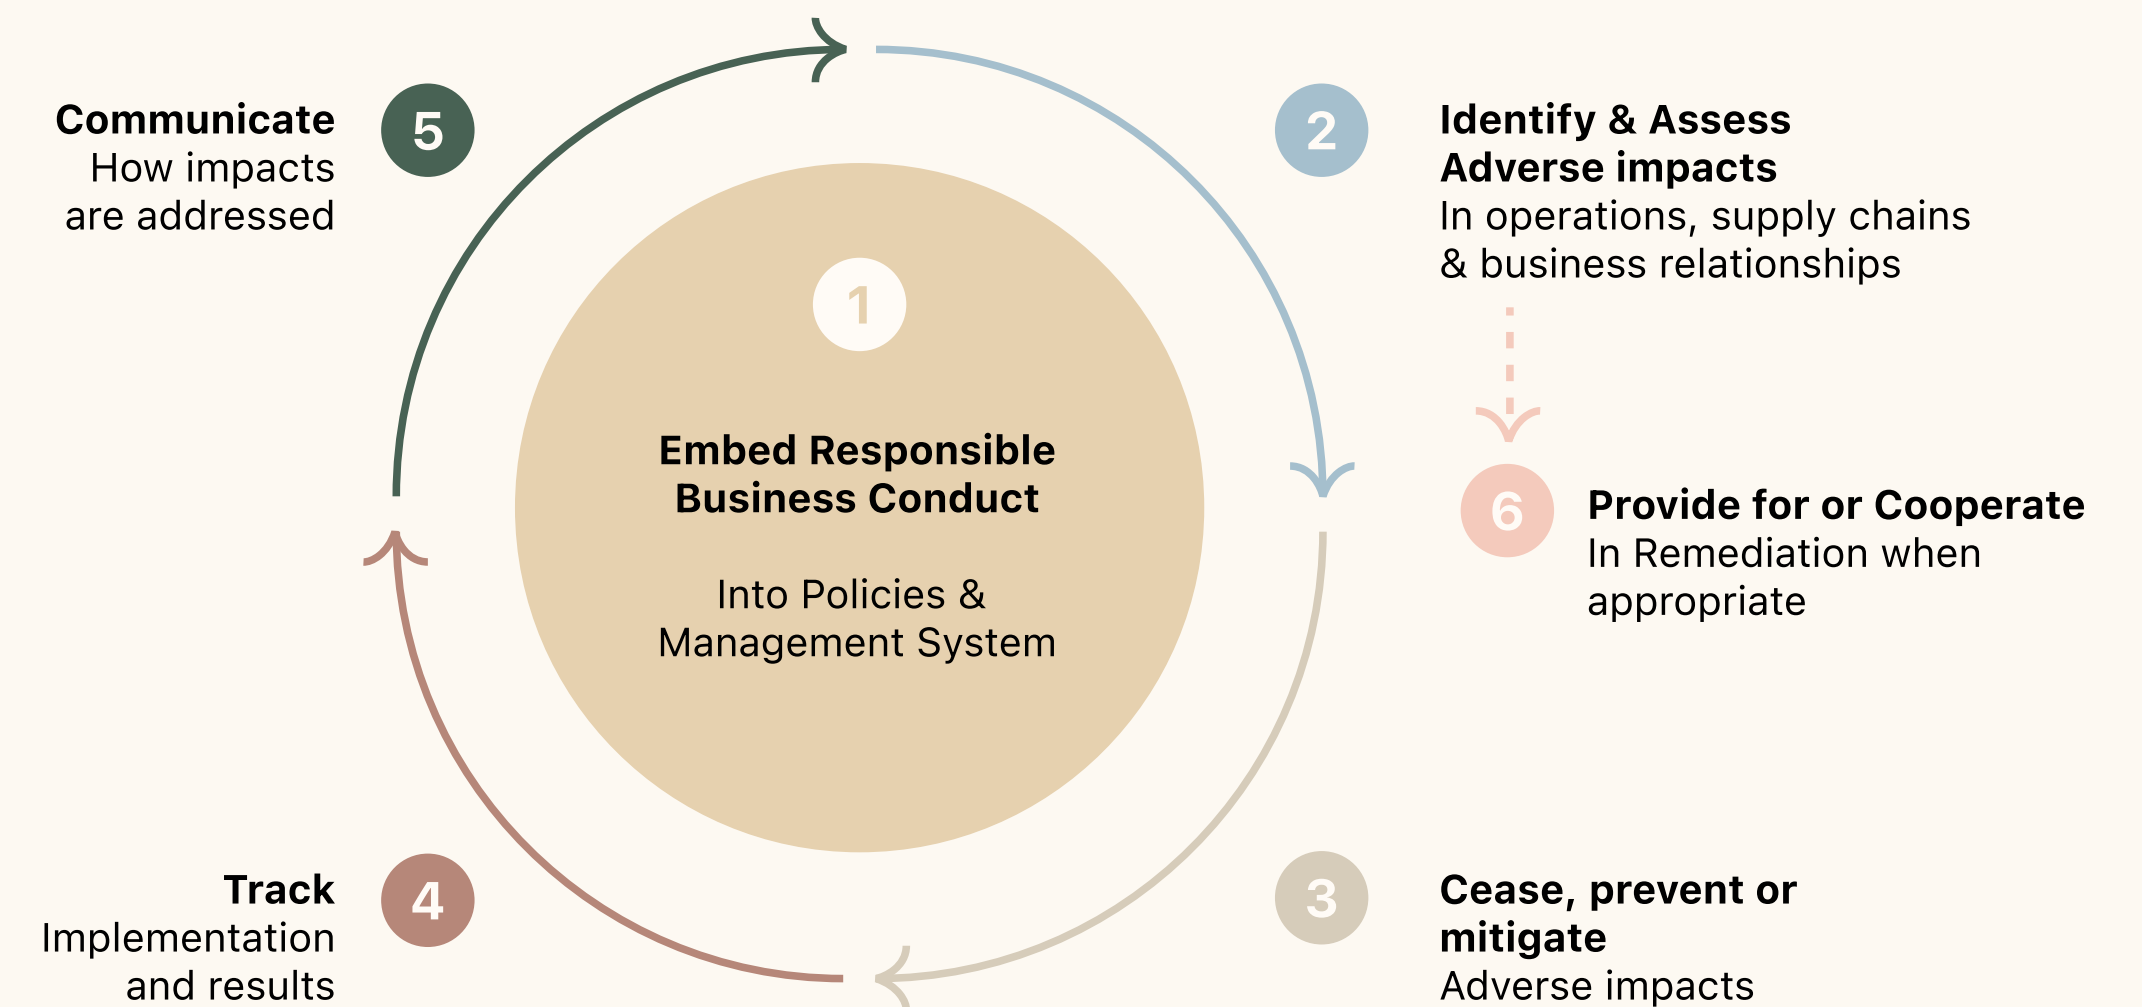 1
Embed Responsible
Business Conduct
Into Policies &
Management System
2
Identify & Assess
Adverse impacts
In operations, supply chains
& business relationships
3
Cease, prevent or
mitigate
Adverse impacts
4
Track
Implementation
and results
5
Communicate
How impacts
are addressed
6
Provide for or Cooperate
In Remediation when
appropriate